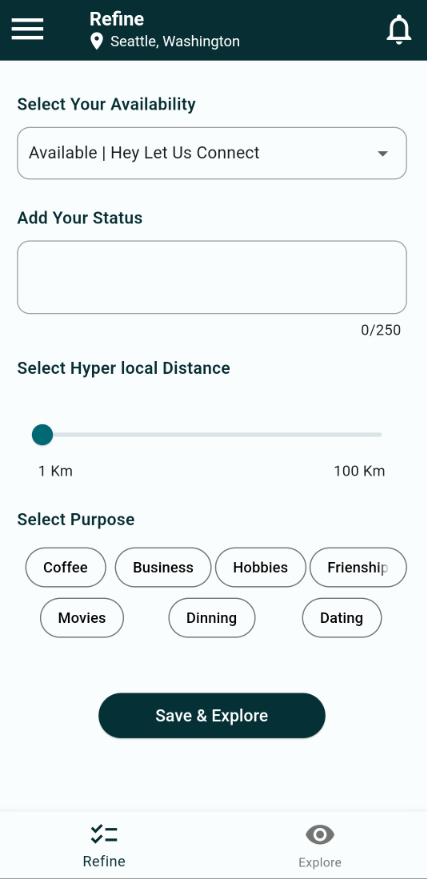 Refine
Seattle, Washington
Select Your Availability
Available | Hey Let Us Connect
Add Your Status
0/250
Select Hyper local Distance
1 Km 100 Km
Select Purpose
Coffee Business Hobbies Frienship
Movies Dinning Dating
Save & Explore
Refine Explore